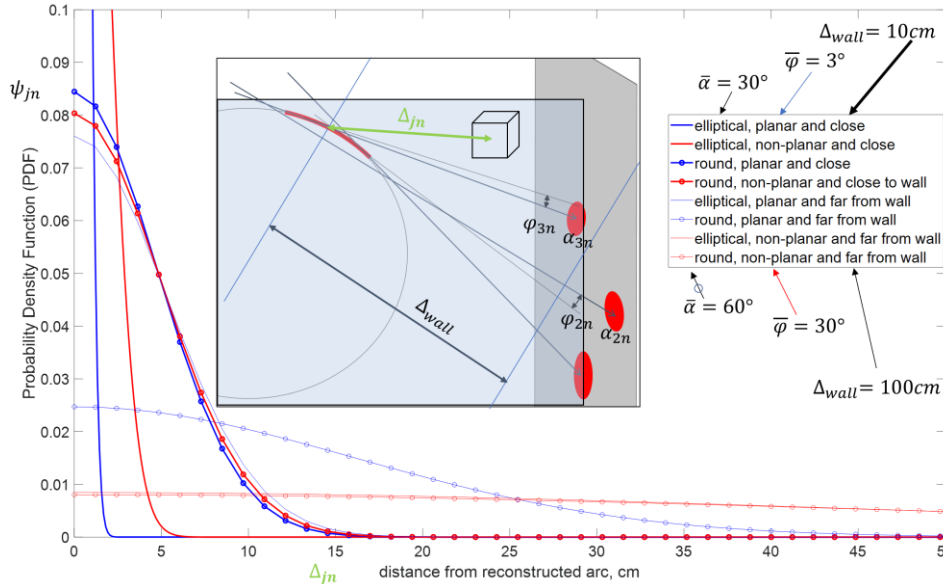 0.1
0.09
0.08
0.07
0.06
0.05
0.04
0.03
0.02
0.01
0
ψ_jn
Probability Density Function (PDF)
Δ_jn
φ_3n
α_3n
φ_2n
α_2n
Δ_wall
Δ_wall = 10cm
φ̅ = 3°
α̅ = 30°
elliptical, planar and close
elliptical, non-planar and close
round, planar and close
round, non-planar and close to wall
elliptical, planar and far from wall
round, planar and far from wall
elliptical, non-planar and far from wall
round, non-planar and far from wall
α̅ = 60°
φ̅ = 30°
Δ_wall = 100cm
0 5 10 15 20 25 30 35 40 45 50
Δ_jn
distance from reconstructed arc, cm